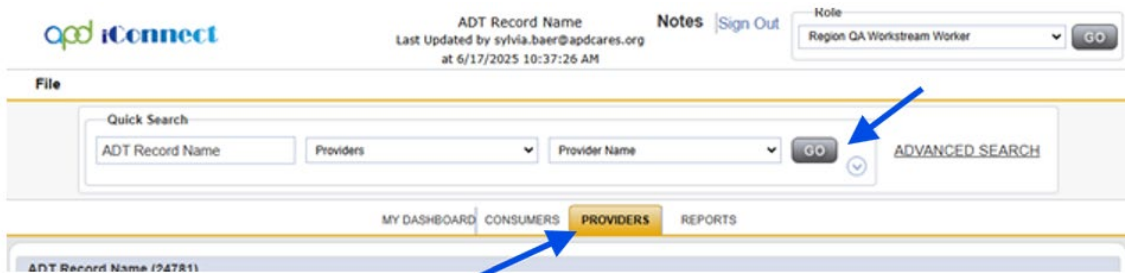 apd iConnect
ADT Record Name
Last Updated by sylvia.baer@apdcares.org
at 6/17/2025 10:37:26 AM
Notes Sign Out
Role
Region QA Workstream Worker GO
File
Quick Search
ADT Record Name Providers Provider Name GO ADVANCED SEARCH
MY DASHBOARD CONSUMERS PROVIDERS REPORTS
ADT Record Name (24781)